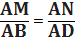 AM/AB = AN/AD